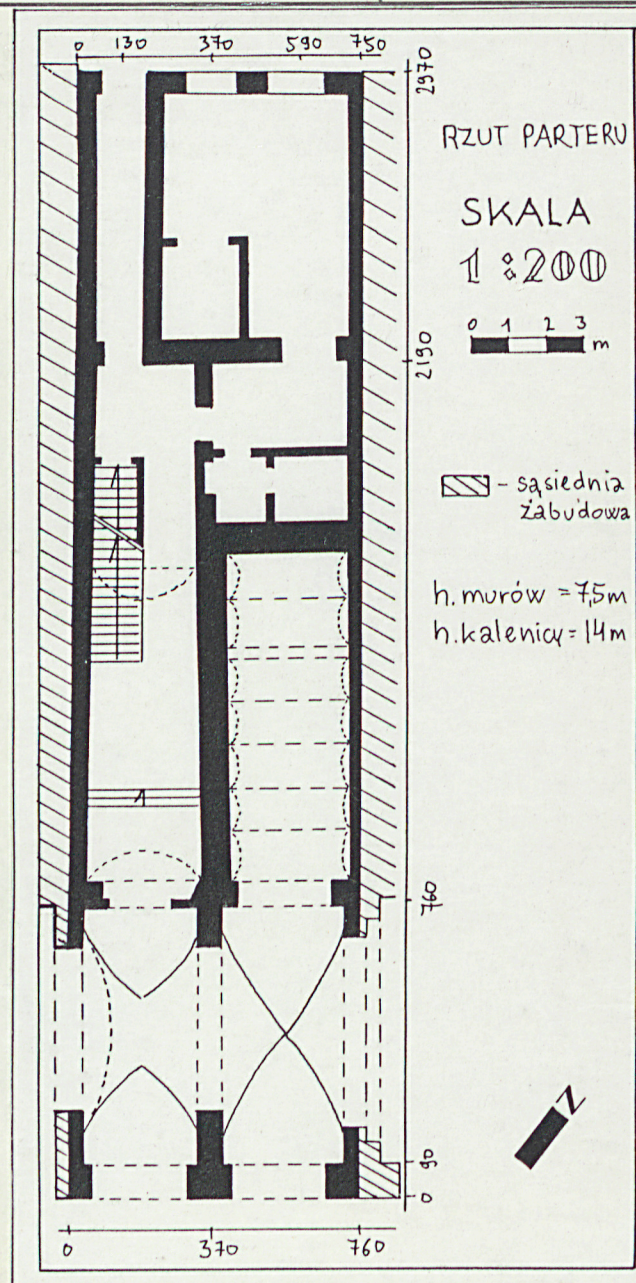 0 130 370 590 750
2970
RZUT PARTERU
SKALA
1:200
0 1 2 3 m
2190
- sąsiednia
zabudowa
h. murów = 7,5m
h. kalenicy = 14m
1
760
N
90
0
0 370 760